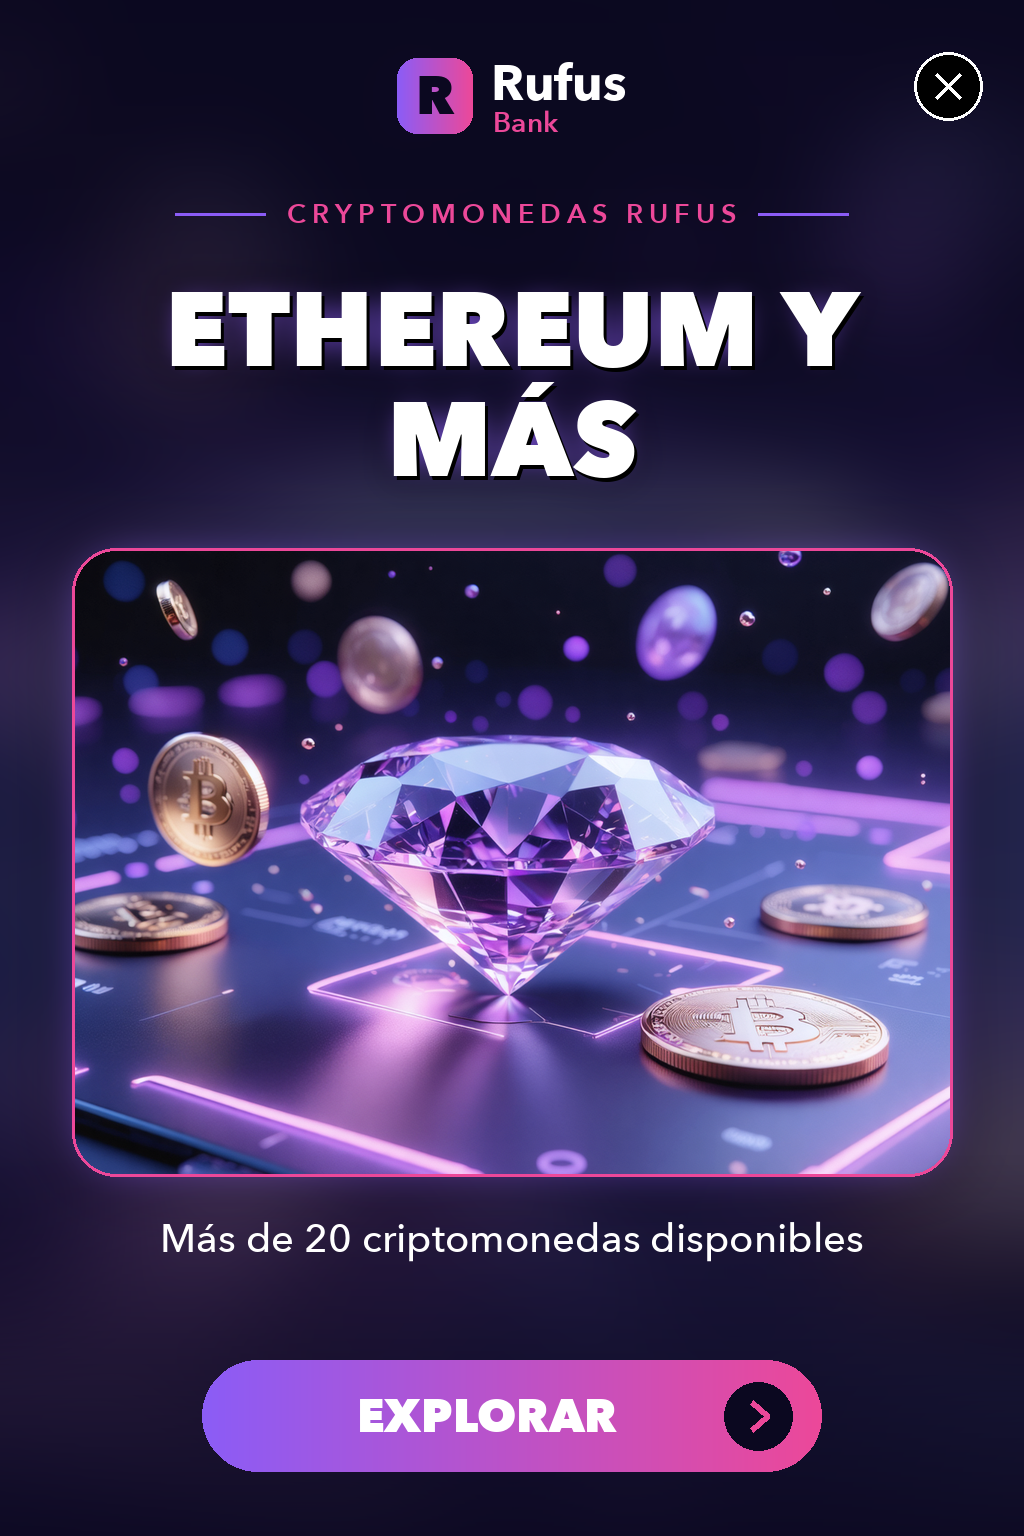 R
Rufus
Bank
CRYPTOMONEDAS RUFUS
ETHEREUM Y
MÁS
Más de 20 criptomonedas disponibles
EXPLORAR